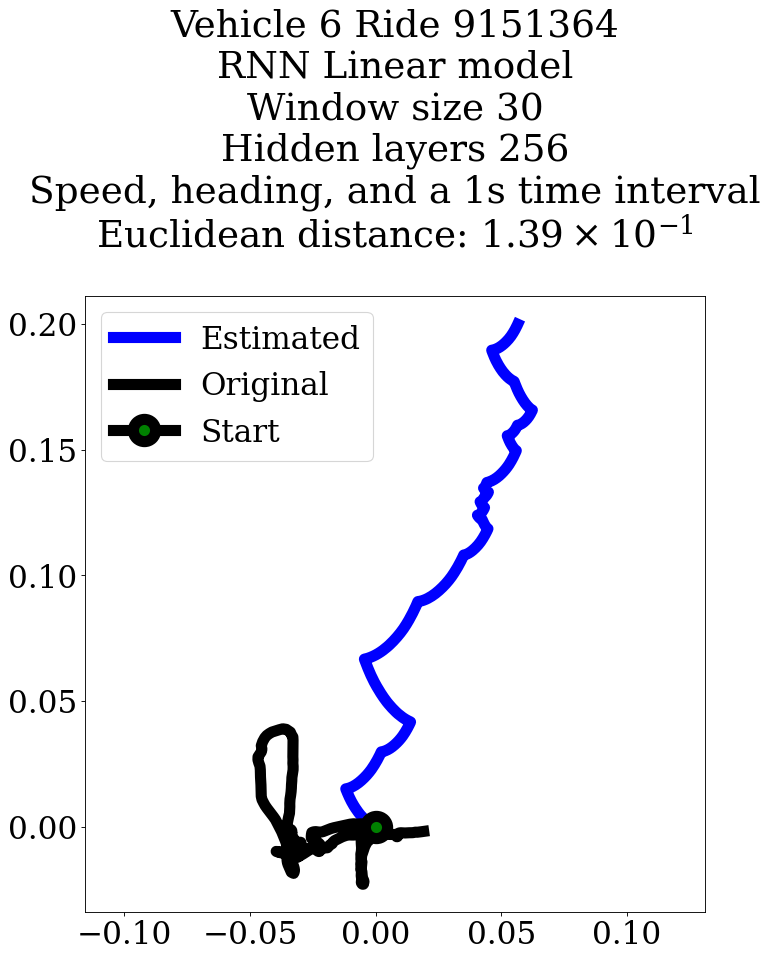 Vehicle 6 Ride 9151364
RNN Linear model
Window size 30
Hidden layers 256
Speed, heading, and a 1s time interval
Euclidean distance: 1.39 × 10⁻¹
Estimated
Original
Start
0.20
0.15
0.10
0.05
0.00
−0.10 −0.05 0.00 0.05 0.10